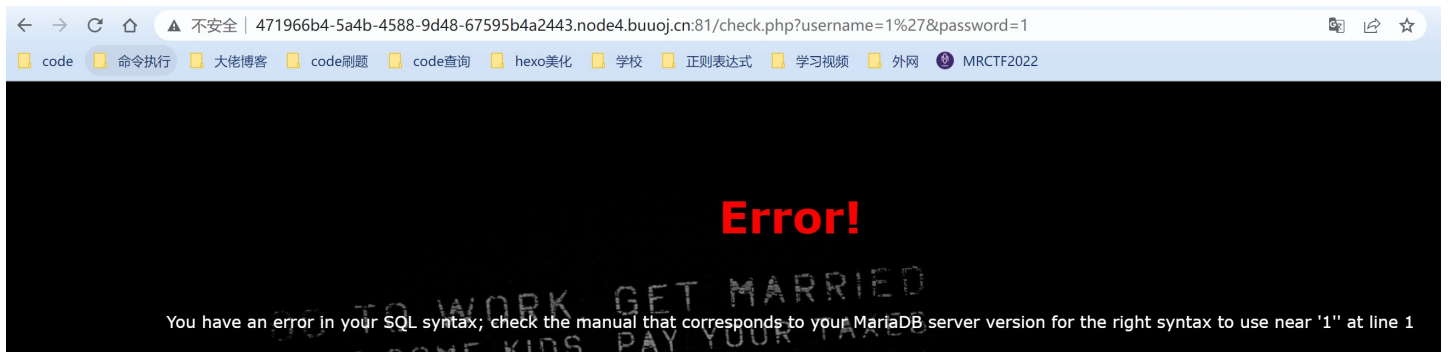 不安全 471966b4-5a4b-4588-9d48-67595b4a2443.node4.buuoj.cn:81/check.php?username=1%27&password=1
code 命令执行 大佬博客 code刷题 code查询 hexo美化 学校 正则表达式 学习视频 外网 MRCTF2022
Error!
GO TO WORK, GET MARRIED
You have an error in your SQL syntax; check the manual that corresponds to your MariaDB server version for the right syntax to use near '1'' at line 1
SOME KIDS, PAY YOUR TAXES